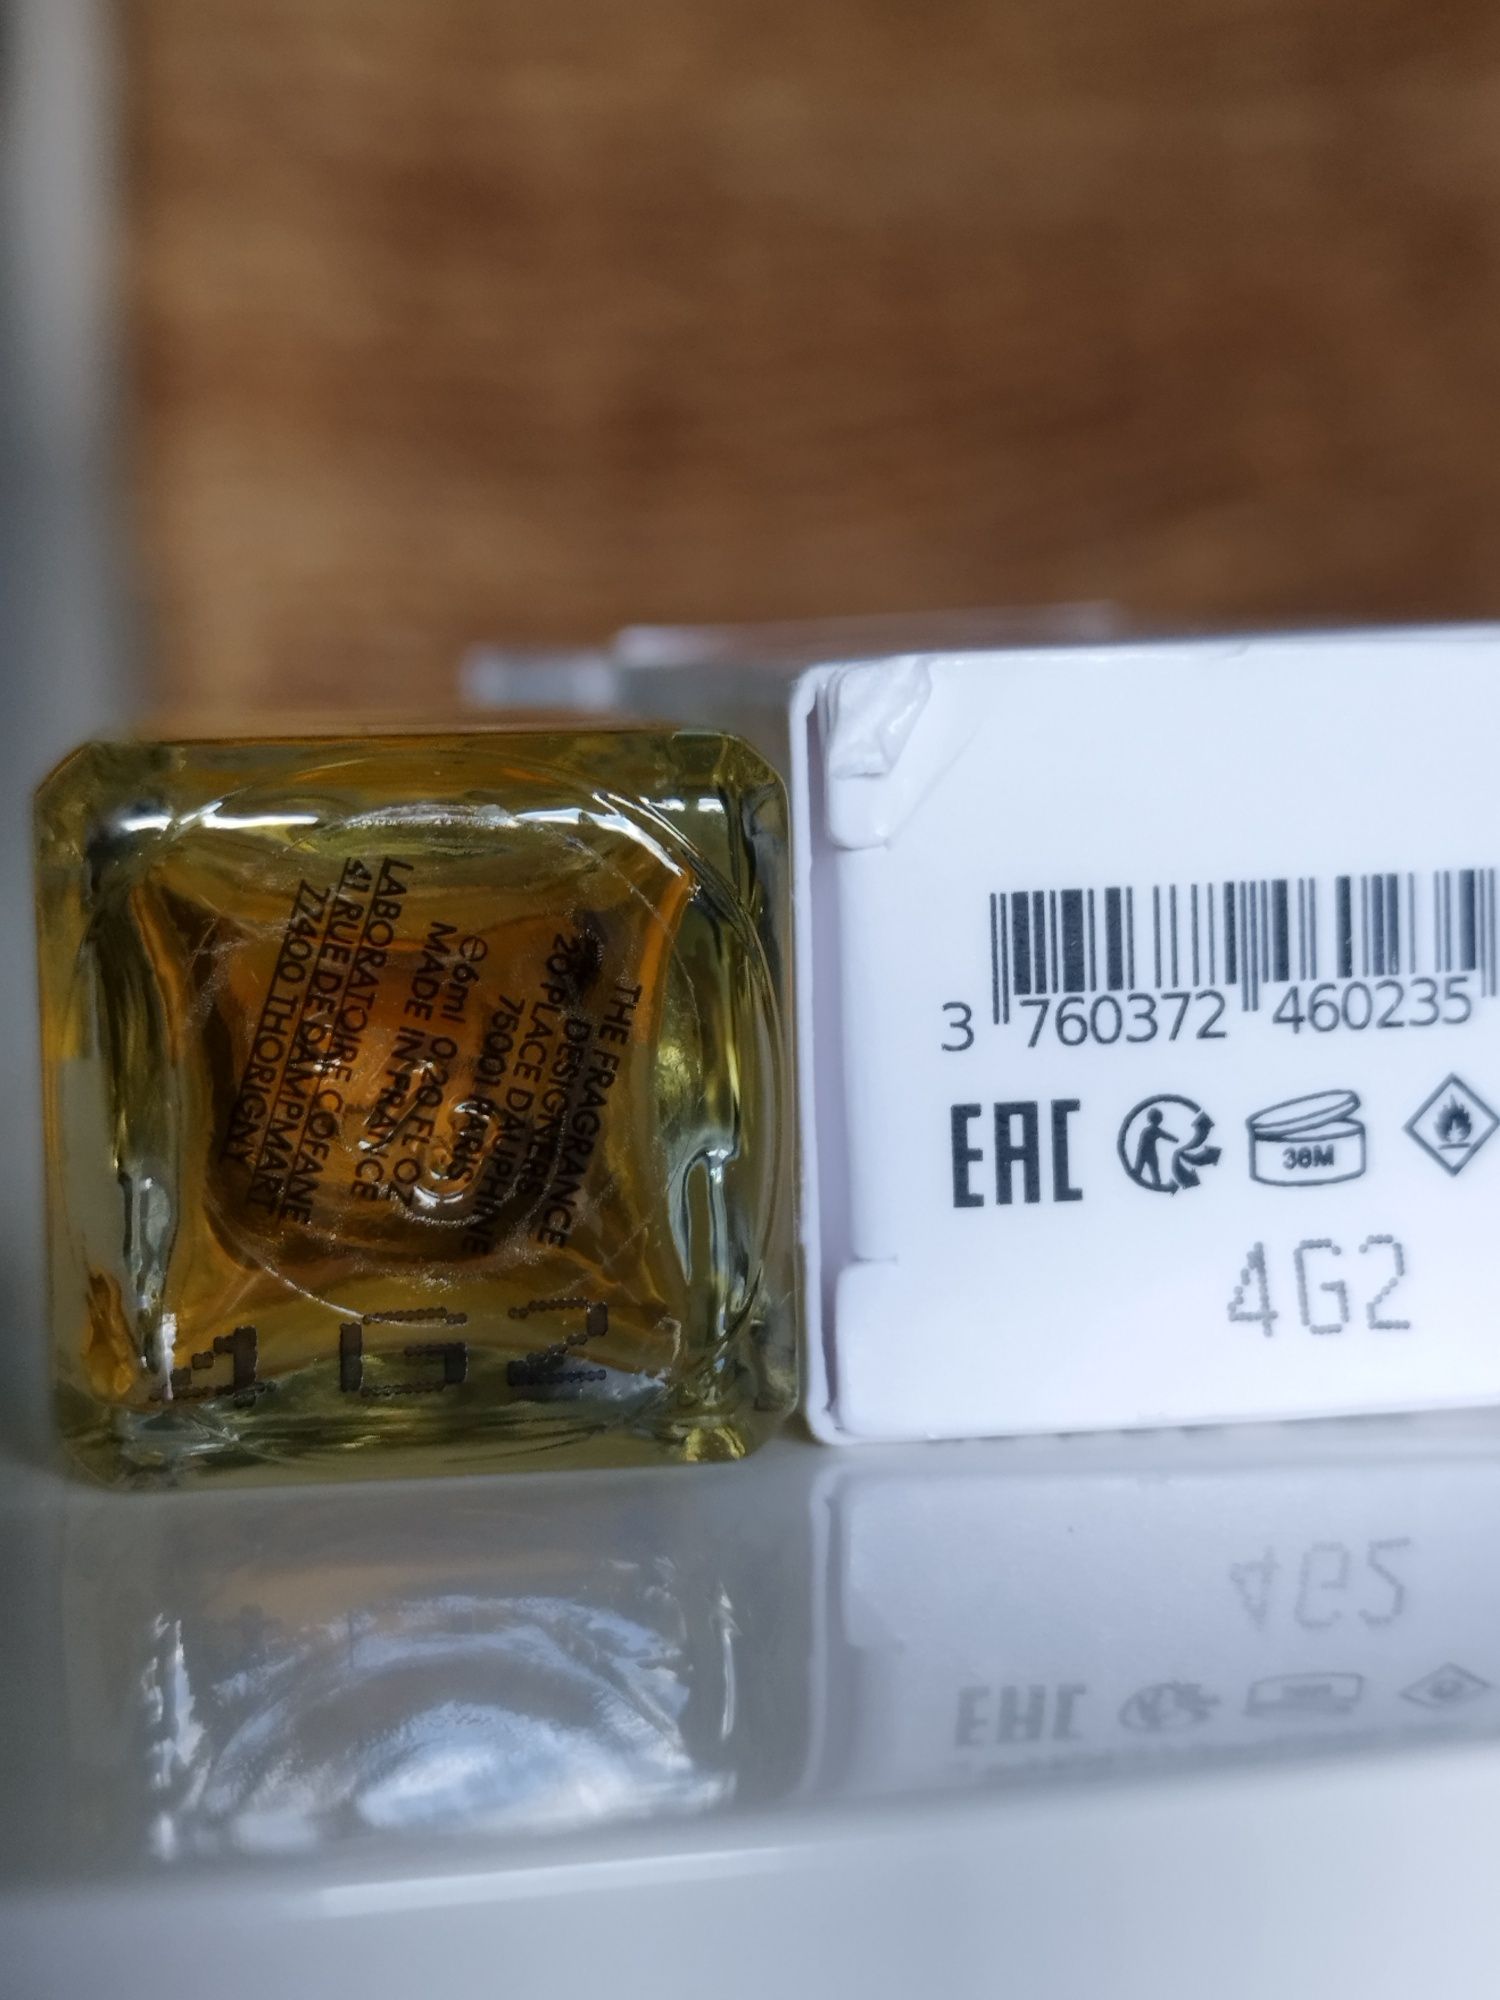 THE FRAGRANCE
DESIGNERS
20 PLACE DAUPHINE
75001 PARIS
℮6ml 0.20 FL OZ
MADE IN FRANCE
LABORATOIRE COFANE
41 RUE DE DAMPMART
77400 THORIGNY
4G2
3 760372 460235
EAC
36M
4G2